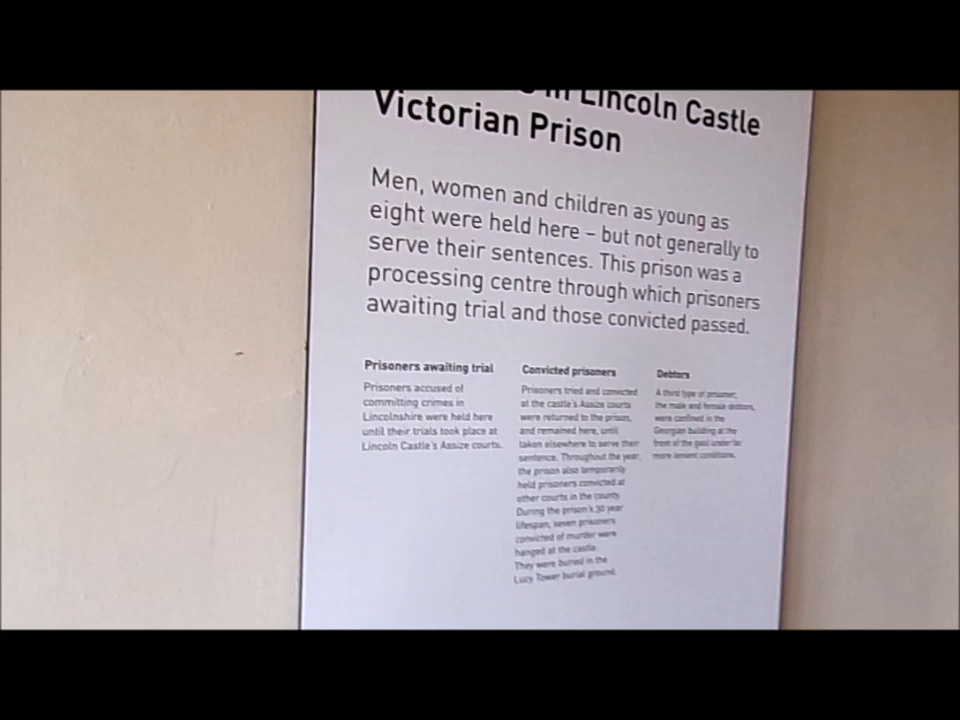 in Lincoln Castle
Victorian Prison
Men, women and children as young as
eight were held here – but not generally to
serve their sentences. This prison was a
processing centre through which prisoners
awaiting trial and those convicted passed.
Prisoners awaiting trial
Prisoners accused of
committing crimes in
Lincolnshire were held here
until their trials took place at
Lincoln Castle's Assize courts.
Convicted prisoners
Prisoners tried and convicted
at the castle's Assize courts
were returned to the prison,
and remained here, until
taken elsewhere to serve their
sentence. Throughout the year,
the prison also temporarily
held prisoners convicted at
other courts in the county.
During the prison's 30 year
lifespan, seven prisoners
convicted of murder were
hanged at the castle.
They were buried in the
Lucy Tower burial ground.
Debtors
A third type of prisoner,
the male and female debtors,
were confined in the
Georgian building at the
front of the gaol under far
more lenient conditions.